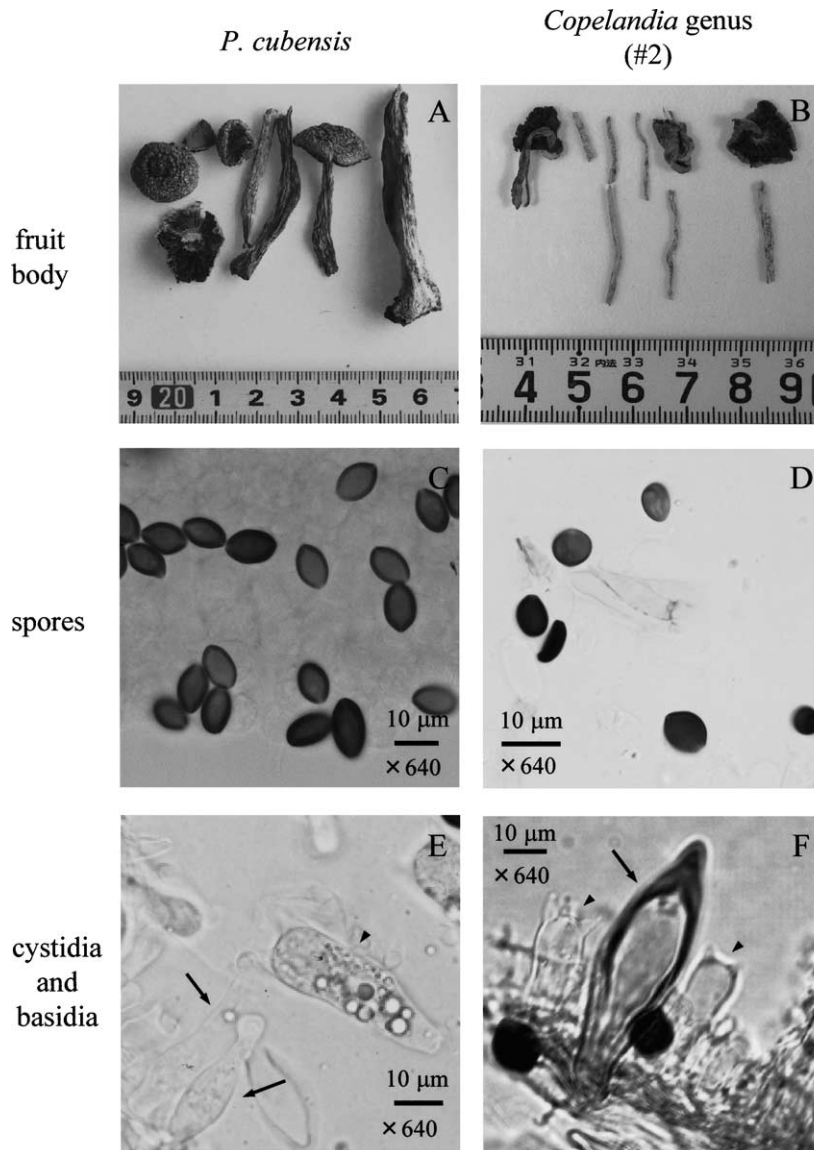 P. cubensis
Copelandia genus
(#2)
fruit
body
A
9 20 1 2 3 4 5 6
B
31 32 内法 33 34 35 36
4 5 6 7 8 9
spores
C
10 μm
× 640
D
10 μm
× 640
cystidia
and
basidia
E
10 μm
× 640
10 μm
× 640
F